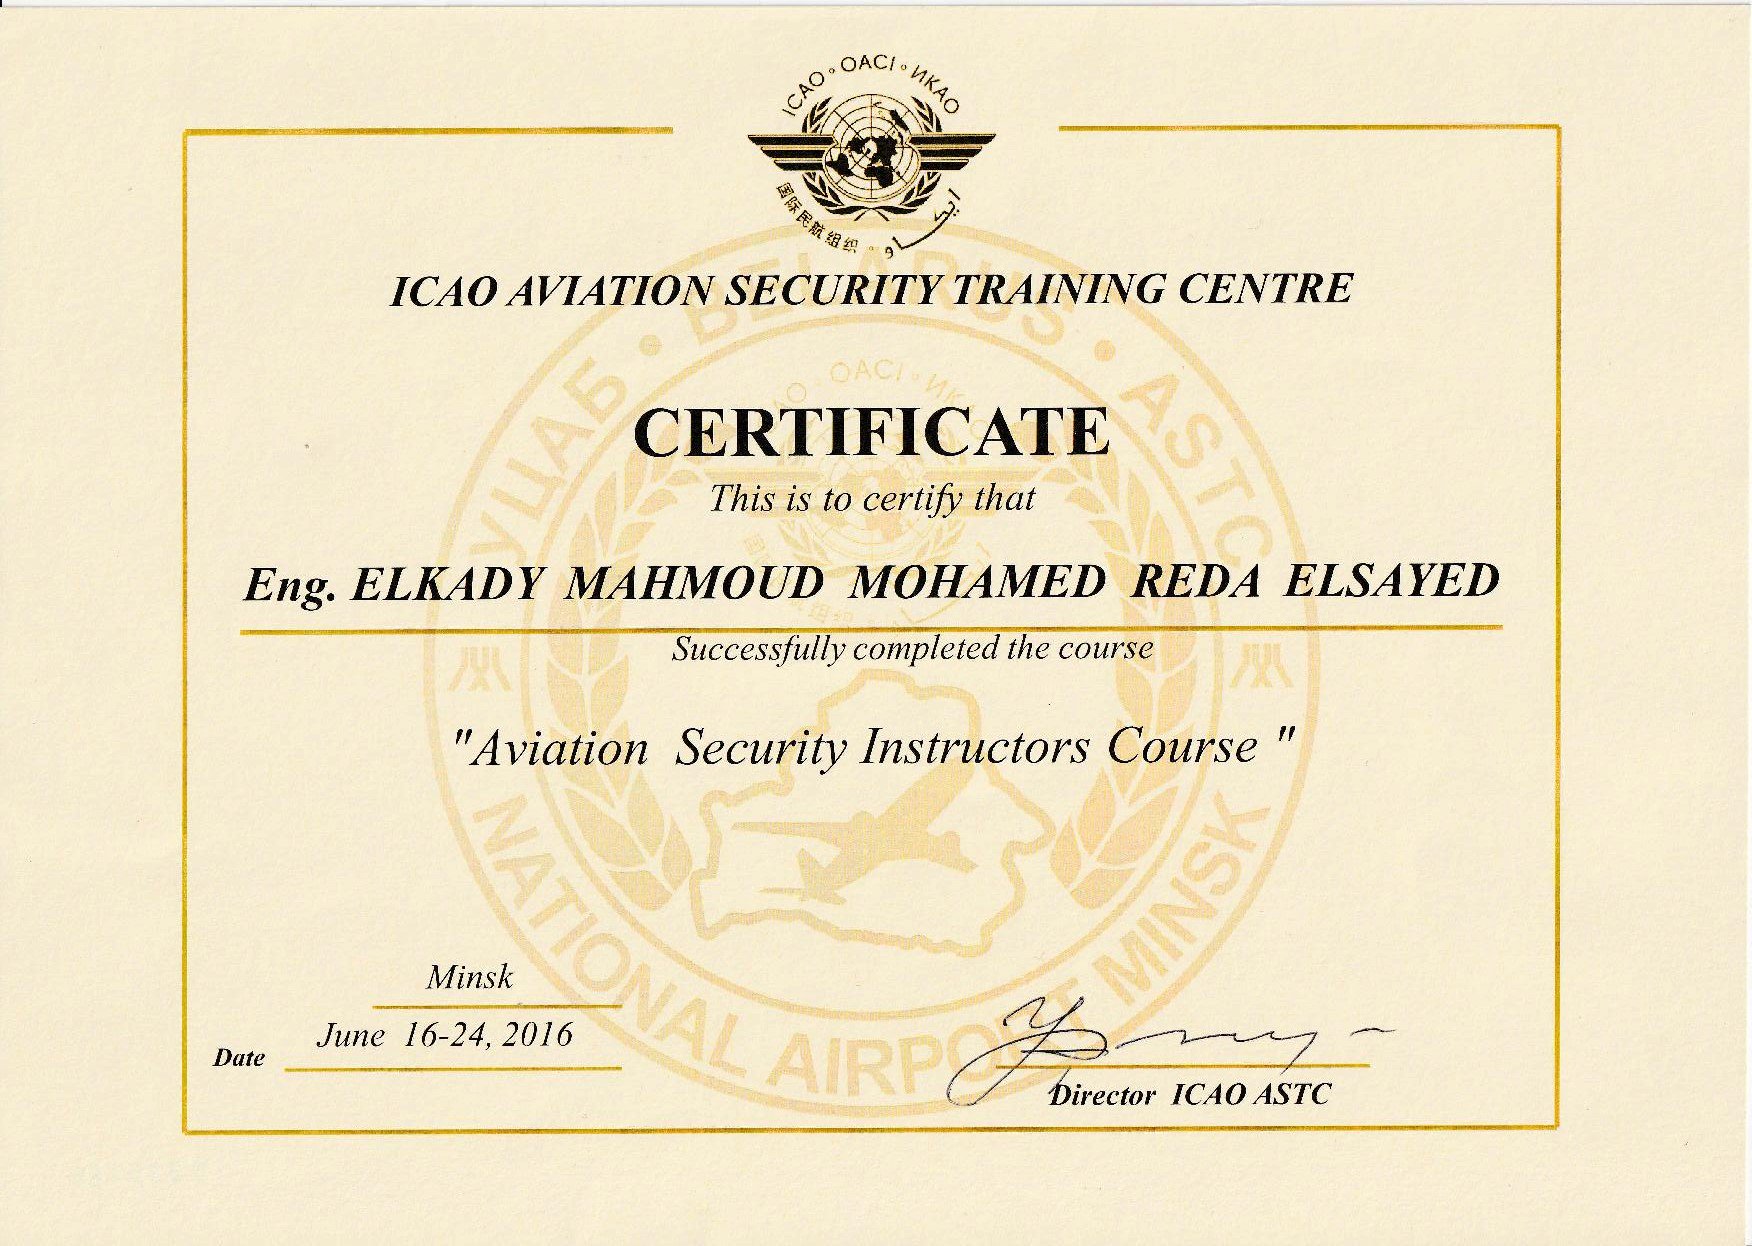 ICAO ◦ OACI ◦ ИКАО
国际民航组织 ◦ ايكاو
ICAO AVIATION SECURITY TRAINING CENTRE
BELARUS • ASTC
УЦАБ •
OACI ◦ ИК
CERTIFICATE
This is to certify that
Eng. ELKADY MAHMOUD MOHAMED REDA ELSAYED
Successfully completed the course
"Aviation Security Instructors Course "
NATIONAL AIRPORT MINSK
Minsk
June 16-24, 2016
Date
Director ICAO ASTC